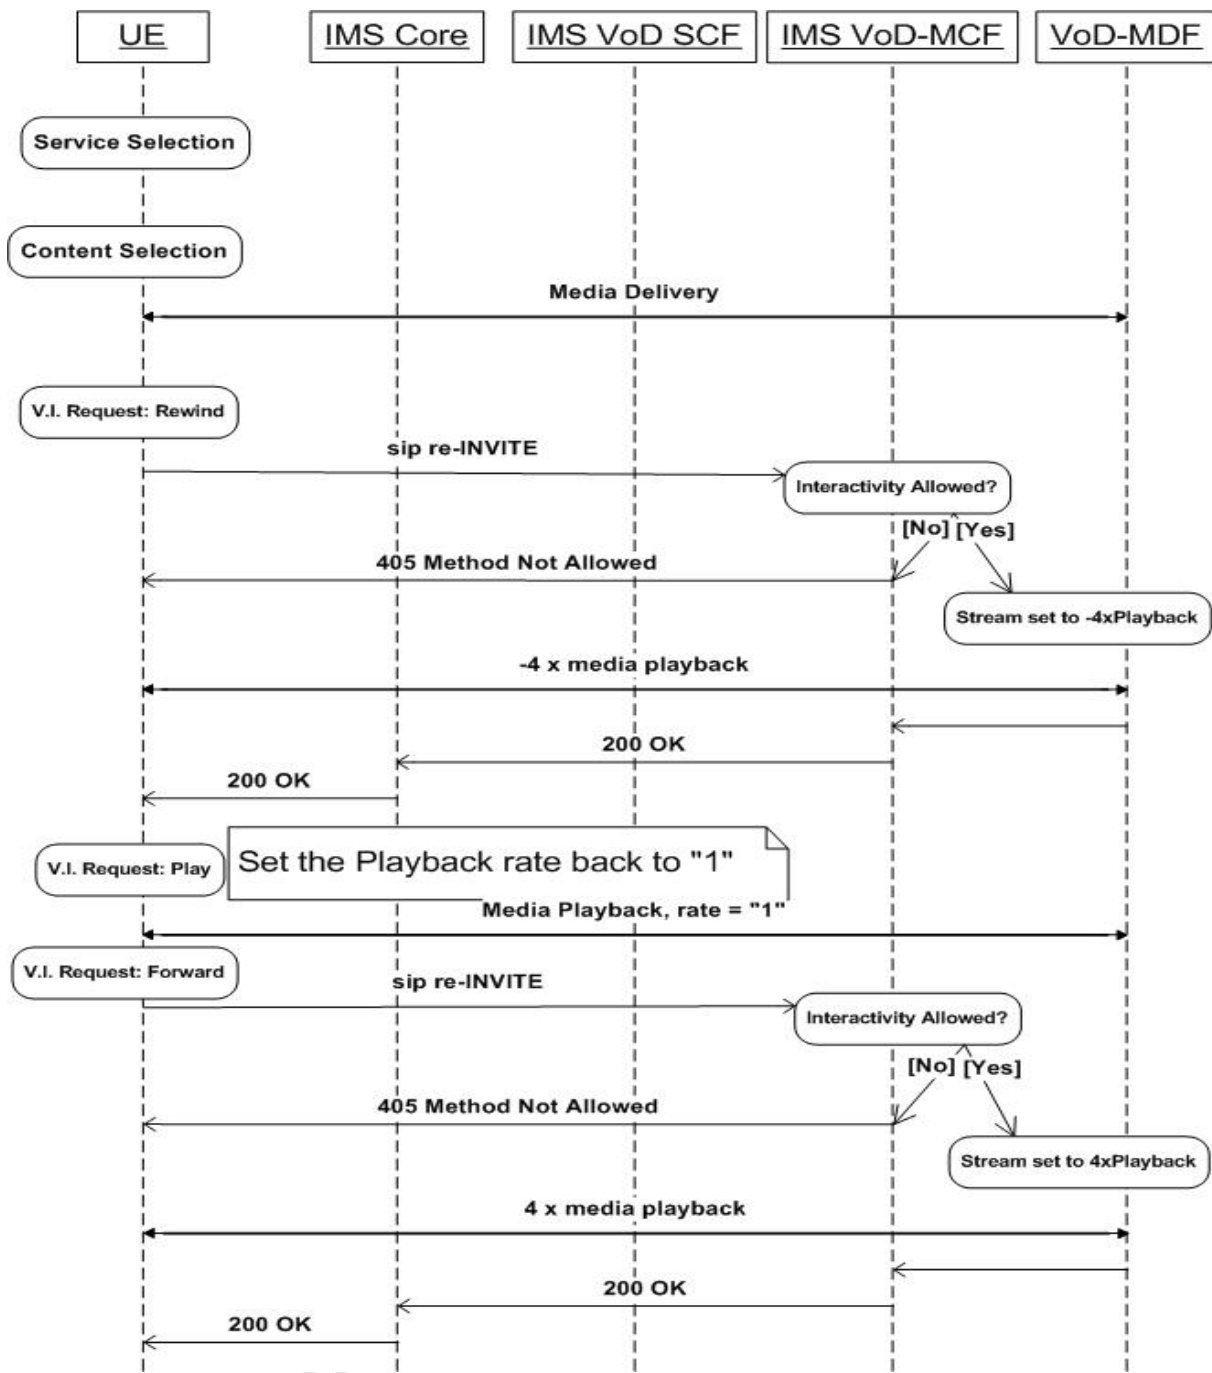 UE
IMS Core
IMS VoD SCF
IMS VoD-MCF
VoD-MDF
Service Selection
Content Selection
Media Delivery
V.I. Request: Rewind
sip re-INVITE
Interactivity Allowed?
[No] [Yes]
405 Method Not Allowed
Stream set to -4xPlayback
-4 x media playback
200 OK
200 OK
V.I. Request: Play
Set the Playback rate back to "1"
Media Playback, rate = "1"
V.I. Request: Forward
sip re-INVITE
Interactivity Allowed?
[No] [Yes]
405 Method Not Allowed
Stream set to 4xPlayback
4 x media playback
200 OK
200 OK